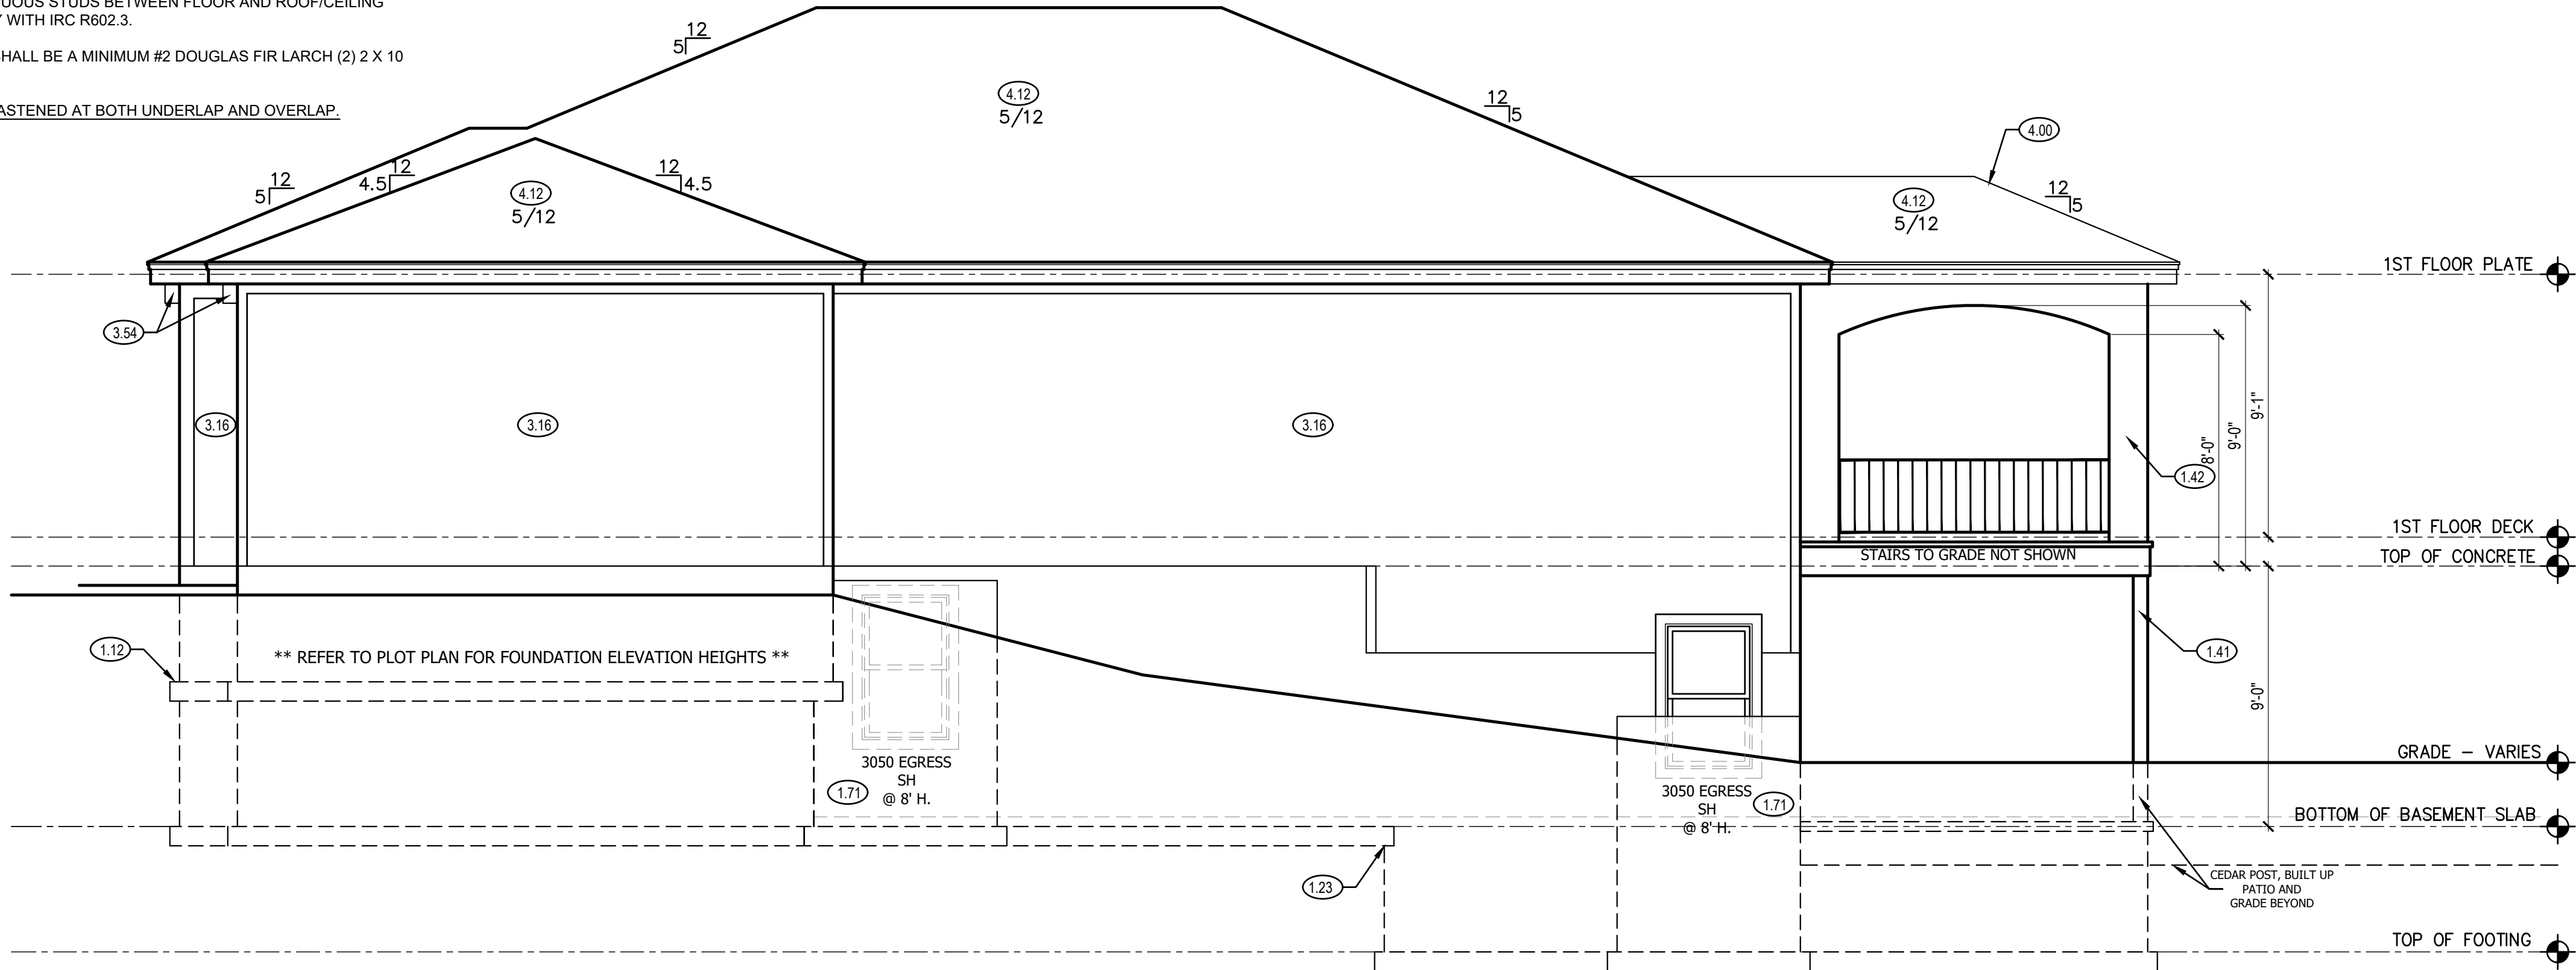 UOUS STUDS BETWEEN FLOOR AND ROOF/CEILING
WITH IRC R602.3.
HALL BE A MINIMUM #2 DOUGLAS FIR LARCH (2) 2 X 10
ASTENED AT BOTH UNDERLAP AND OVERLAP.
12
5
4.12
5/12
12
5
4.00
12
5
12
4.5
12
4.5
4.12
5/12
12
5
4.12
5/12
1ST FLOOR PLATE
3.54
3.16
3.16
3.16
8'-0"
9'-0"
9'-1"
1.42
1ST FLOOR DECK
STAIRS TO GRADE NOT SHOWN
TOP OF CONCRETE
1.12
** REFER TO PLOT PLAN FOR FOUNDATION ELEVATION HEIGHTS **
1.41
9'-0"
GRADE - VARIES
3050 EGRESS
SH
@ 8' H.
1.71
3050 EGRESS
SH
@ 8' H.
1.71
BOTTOM OF BASEMENT SLAB
1.23
CEDAR POST, BUILT UP
PATIO AND
GRADE BEYOND
TOP OF FOOTING